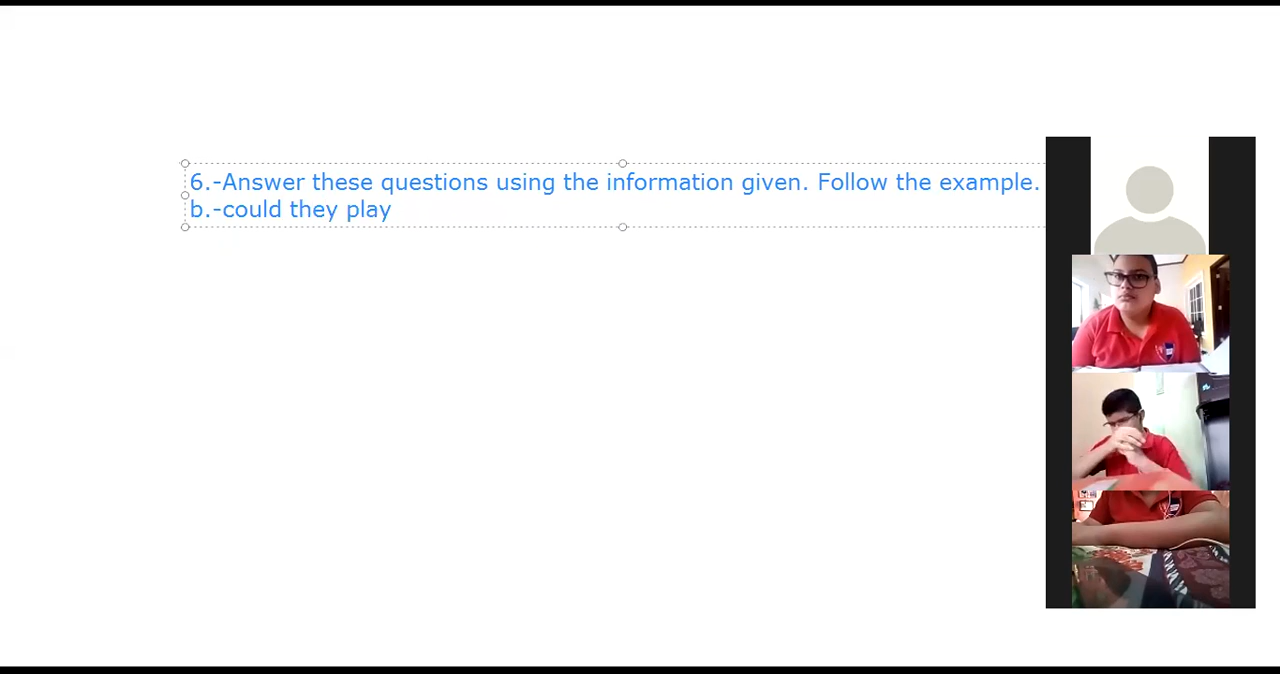 6.-Answer these questions using the information given. Follow the example.
b.-could they play